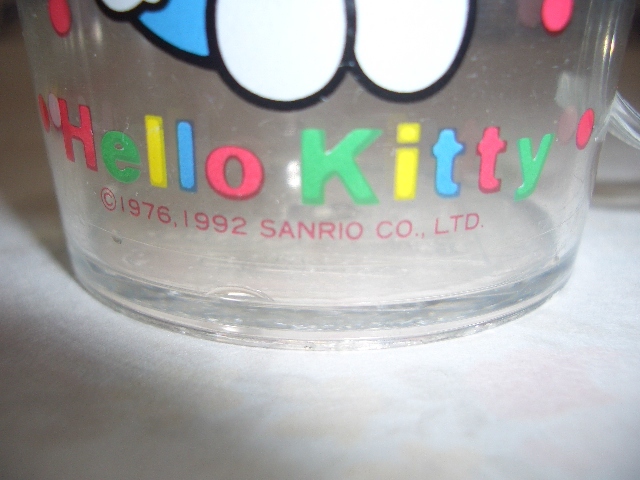 Hello Kitty
©1976,1992 SANRIO CO., LTD.